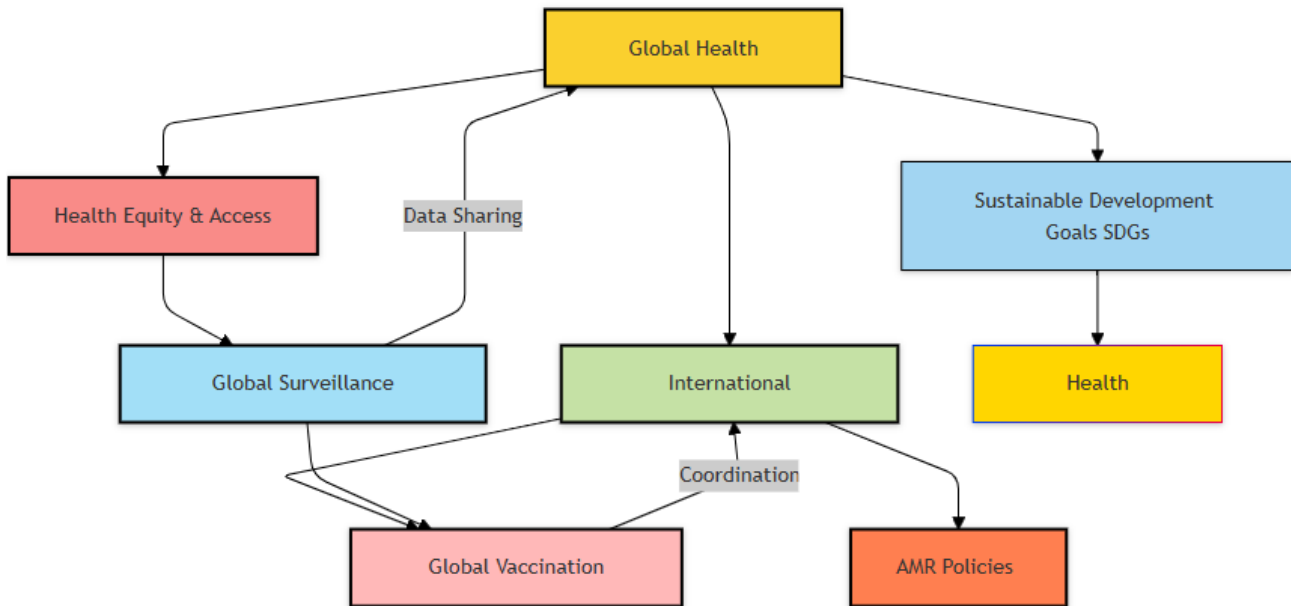 Global Health
Health Equity & Access
Data Sharing
Sustainable Development
Goals SDGs
Global Surveillance
International
Health
Coordination
Global Vaccination
AMR Policies